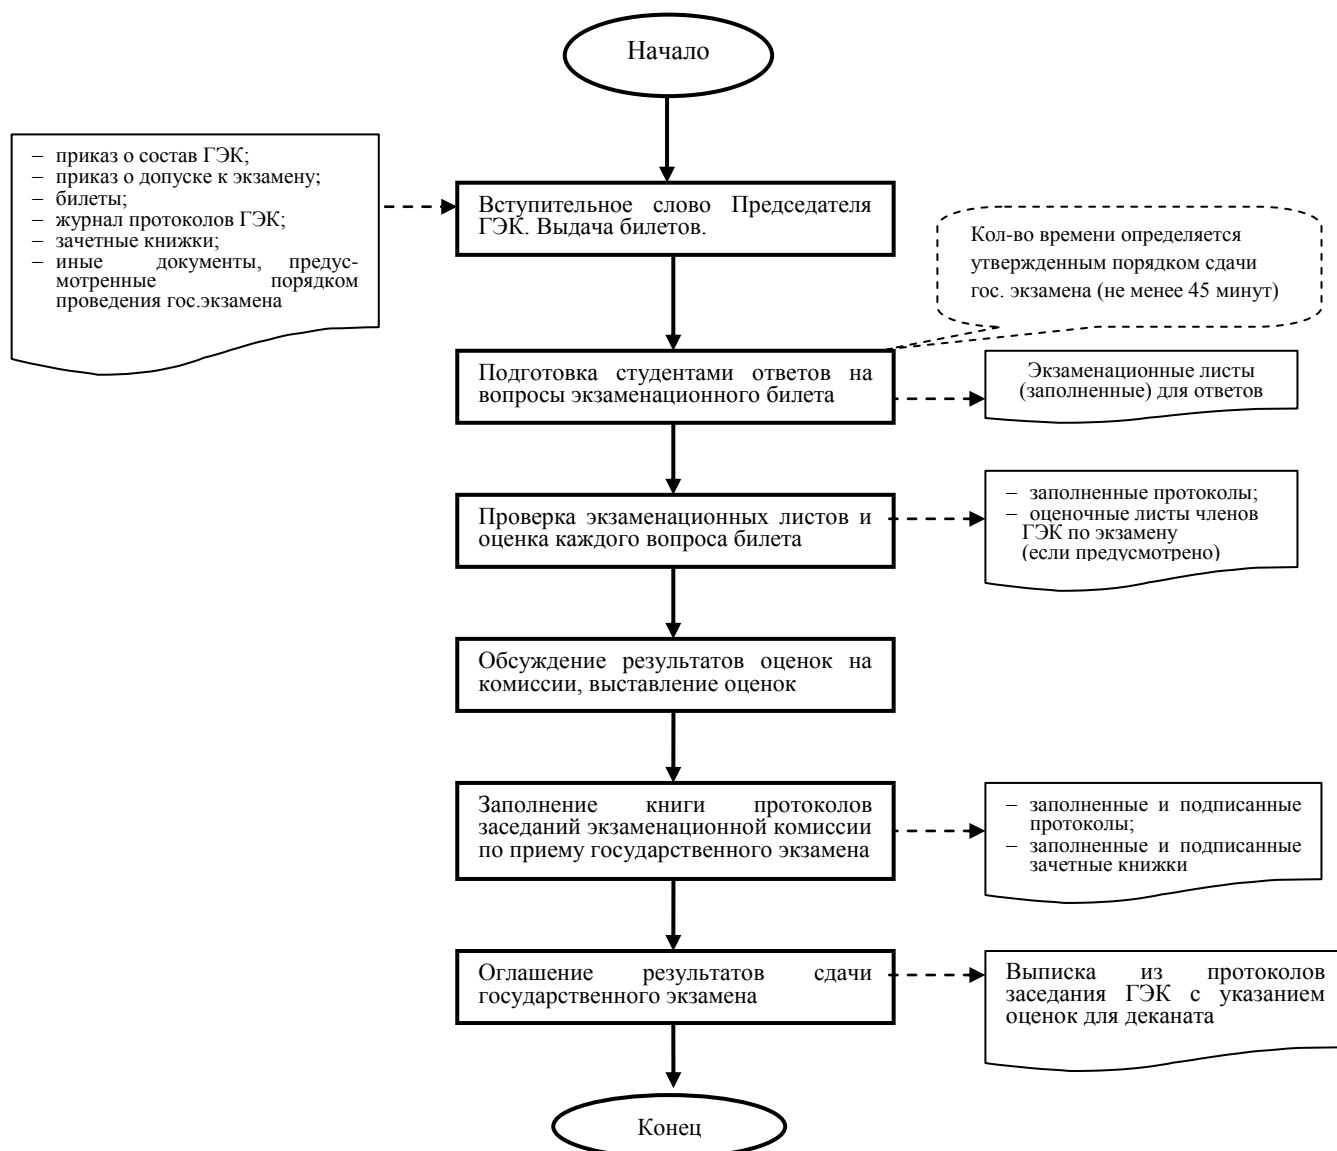 Начало
– приказ о состав ГЭК;
– приказ о допуске к экзамену;
– билеты;
– журнал протоколов ГЭК;
– зачетные книжки;
– иные документы, предус-
мотренные порядком
проведения гос.экзамена
Вступительное слово Председателя
ГЭК. Выдача билетов.
Кол-во времени определяется
утвержденным порядком сдачи
гос. экзамена (не менее 45 минут)
Подготовка студентами ответов на
вопросы экзаменационного билета
Экзаменационные листы
(заполненные) для ответов
Проверка экзаменационных листов и
оценка каждого вопроса билета
– заполненные протоколы;
– оценочные листы членов
ГЭК по экзамену
(если предусмотрено)
Обсуждение результатов оценок на
комиссии, выставление оценок
Заполнение книги протоколов
заседаний экзаменационной комиссии
по приему государственного экзамена
– заполненные и подписанные
протоколы;
– заполненные и подписанные
зачетные книжки
Оглашение результатов сдачи
государственного экзамена
Выписка из протоколов
заседания ГЭК с указанием
оценок для деканата
Конец